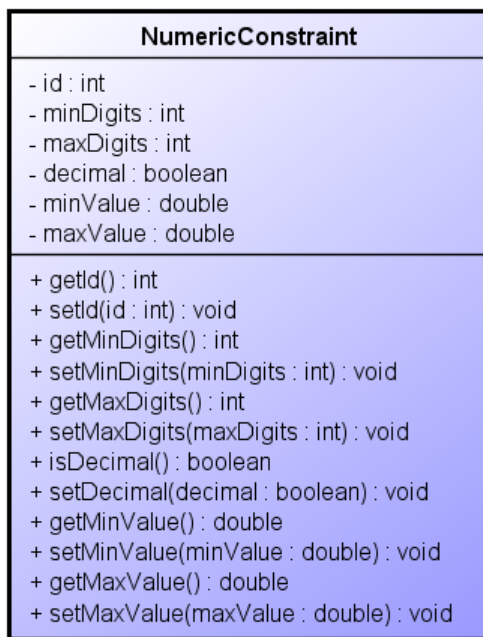 NumericConstraint
- id : int
- minDigits : int
- maxDigits : int
- decimal : boolean
- minValue : double
- maxValue : double
+ getId() : int
+ setId(id : int) : void
+ getMinDigits() : int
+ setMinDigits(minDigits : int) : void
+ getMaxDigits() : int
+ setMaxDigits(maxDigits : int) : void
+ isDecimal() : boolean
+ setDecimal(decimal : boolean) : void
+ getMinValue() : double
+ setMinValue(minValue : double) : void
+ getMaxValue() : double
+ setMaxValue(maxValue : double) : void